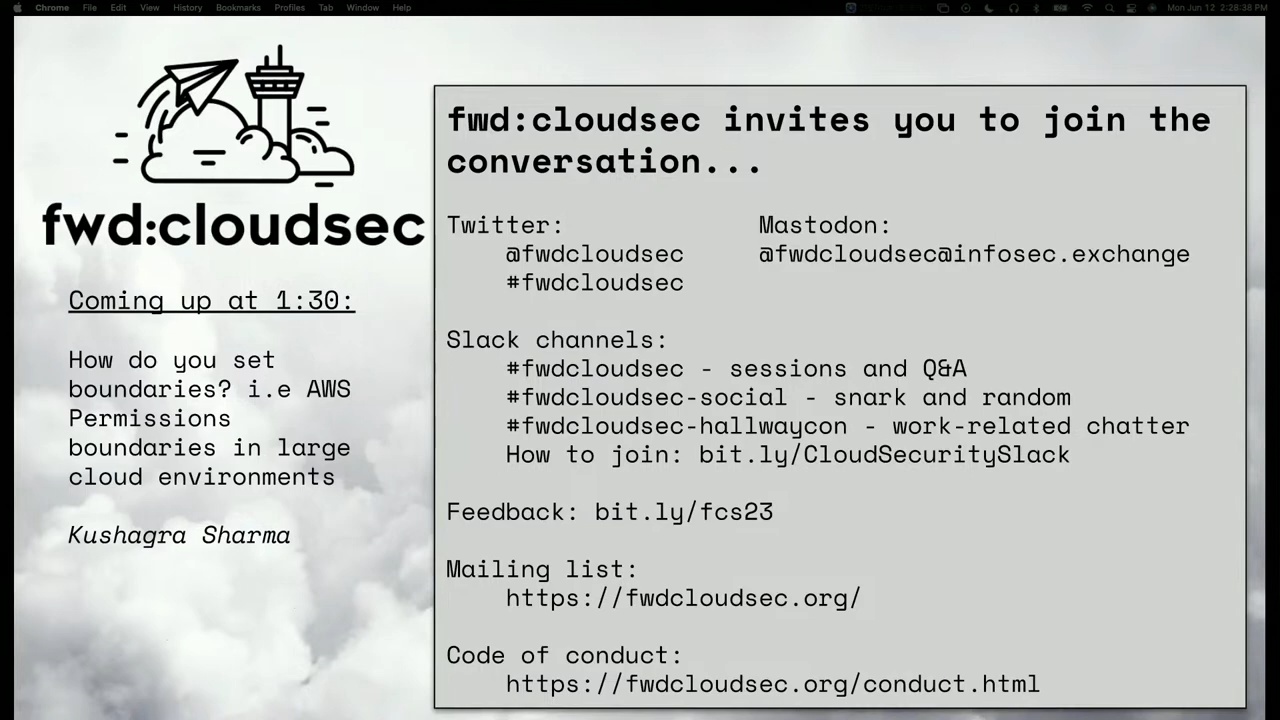 Chrome File Edit View History Bookmarks Profiles Tab Window Help
Mon Jun 12 2:28:38 PM
fwd:cloudsec
Coming up at 1:30:
How do you set
boundaries? i.e AWS
Permissions
boundaries in large
cloud environments
Kushagra Sharma
fwd:cloudsec invites you to join the
conversation...
Twitter: Mastodon:
@fwdcloudsec @fwdcloudsec@infosec.exchange
#fwdcloudsec
Slack channels:
#fwdcloudsec - sessions and Q&A
#fwdcloudsec-social - snark and random
#fwdcloudsec-hallwaycon - work-related chatter
How to join: bit.ly/CloudSecuritySlack
Feedback: bit.ly/fcs23
Mailing list:
https://fwdcloudsec.org/
Code of conduct:
https://fwdcloudsec.org/conduct.html